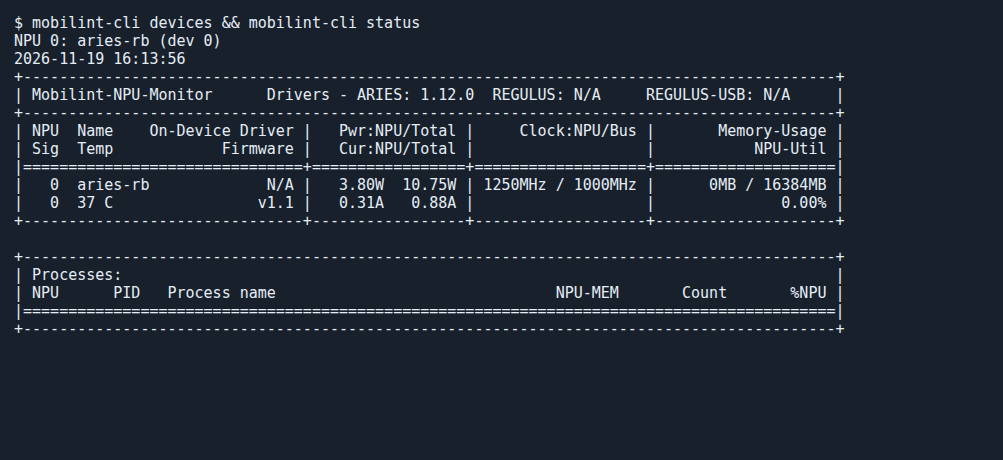 $ mobilint-cli devices && mobilint-cli status
NPU 0: aries-rb (dev 0)
2026-11-19 16:13:56
+------------------------------------------------------------------------------------------+
| Mobilint-NPU-Monitor      Drivers - ARIES: 1.12.0  REGULUS: N/A     REGULUS-USB: N/A     |
+------------------------------------------------------------------------------------------+
| NPU  Name    On-Device Driver |   Pwr:NPU/Total |     Clock:NPU/Bus |       Memory-Usage |
| Sig  Temp            Firmware |   Cur:NPU/Total |                   |           NPU-Util |
|===============================+=================+===================+====================|
|   0  aries-rb             N/A |   3.80W  10.75W | 1250MHz / 1000MHz |      0MB / 16384MB |
|   0  37 C                v1.1 |   0.31A   0.88A |                   |              0.00% |
+-------------------------------+-----------------+-------------------+--------------------+

+------------------------------------------------------------------------------------------+
| Processes:                                                                               |
| NPU      PID   Process name                               NPU-MEM       Count       %NPU |
|==========================================================================================|
+------------------------------------------------------------------------------------------+